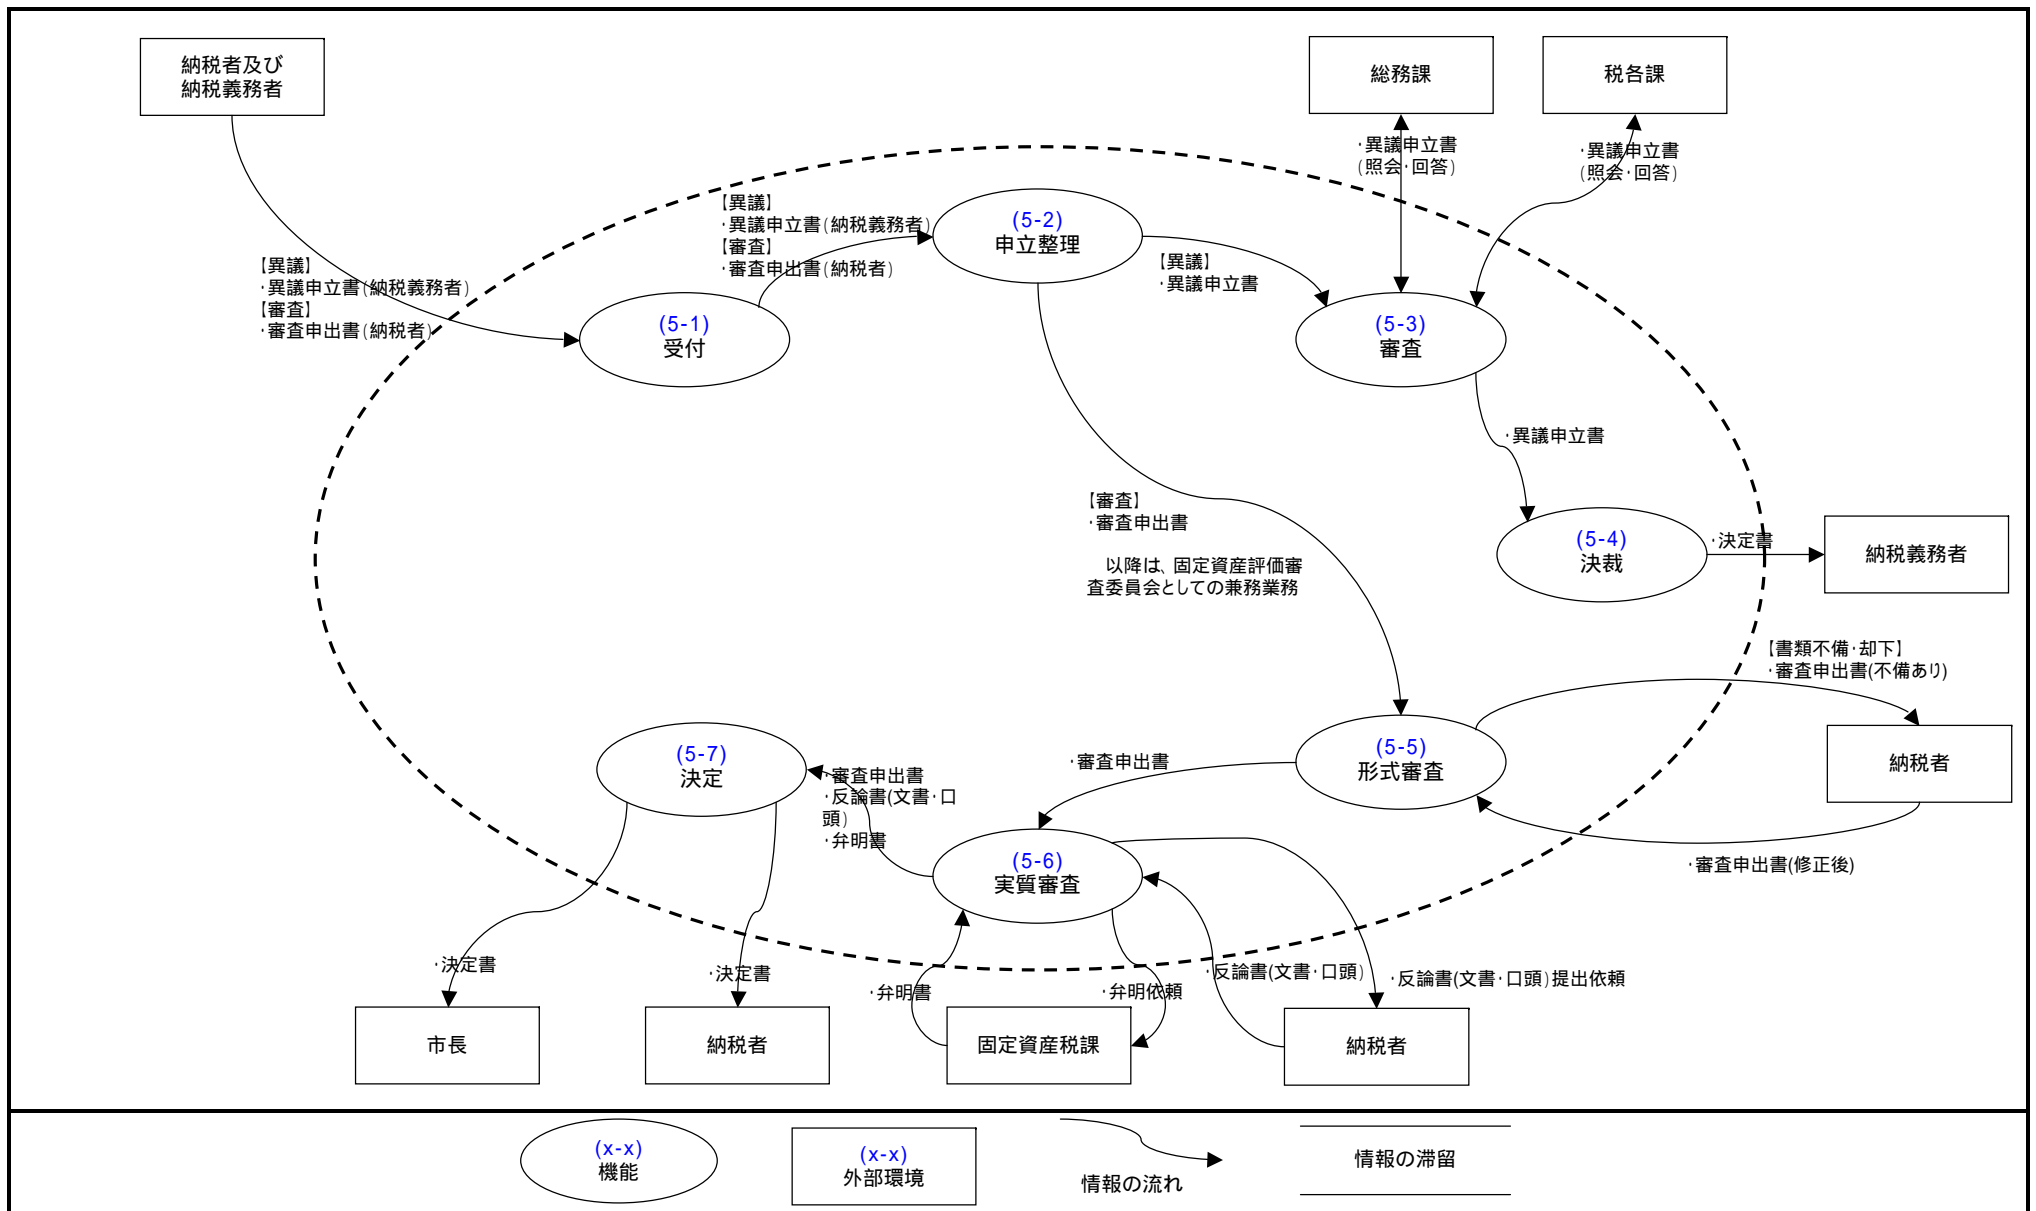 納税者及び
納税義務者
総務課
税各課
・異議申立書
(照会・回答)
・異議申立書
(照会・回答)
【異議】
・異議申立書(納税義務者)
【審査】
・審査申出書(納税者)
(5-2)
申立整理
【異議】
・異議申立書
【異議】
・異議申立書(納税義務者)
【審査】
・審査申出書(納税者)
(5-1)
受付
(5-3)
審査
・異議申立書
【審査】
・審査申出書
以降は、固定資産評価審
査委員会としての兼務業務
(5-4)
決裁
・決定書
納税義務者
【書類不備・却下】
・審査申出書(不備あり)
(5-7)
決定
・審査申出書
・反論書(文書・口
頭)
・弁明書
・審査申出書
(5-5)
形式審査
納税者
・審査申出書(修正後)
(5-6)
実質審査
・決定書
・決定書
・弁明書
・弁明依頼
・反論書(文書・口頭)
・反論書(文書・口頭)提出依頼
市長
納税者
固定資産税課
納税者
(x-x)
機能
(x-x)
外部環境
情報の流れ
情報の滞留